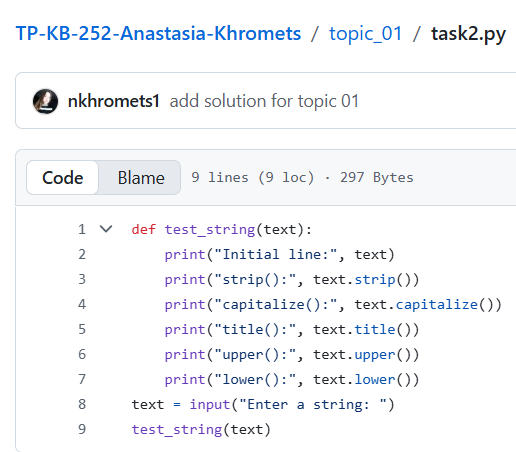 TP-KB-252-Anastasia-Khromets / topic_01 / task2.py
nkhromets1 add solution for topic 01
Code Blame 9 lines (9 loc) · 297 Bytes
1 def test_string(text):
2     print("Initial line:", text)
3     print("strip():", text.strip())
4     print("capitalize():", text.capitalize())
5     print("title():", text.title())
6     print("upper():", text.upper())
7     print("lower():", text.lower())
8 text = input("Enter a string: ")
9 test_string(text)